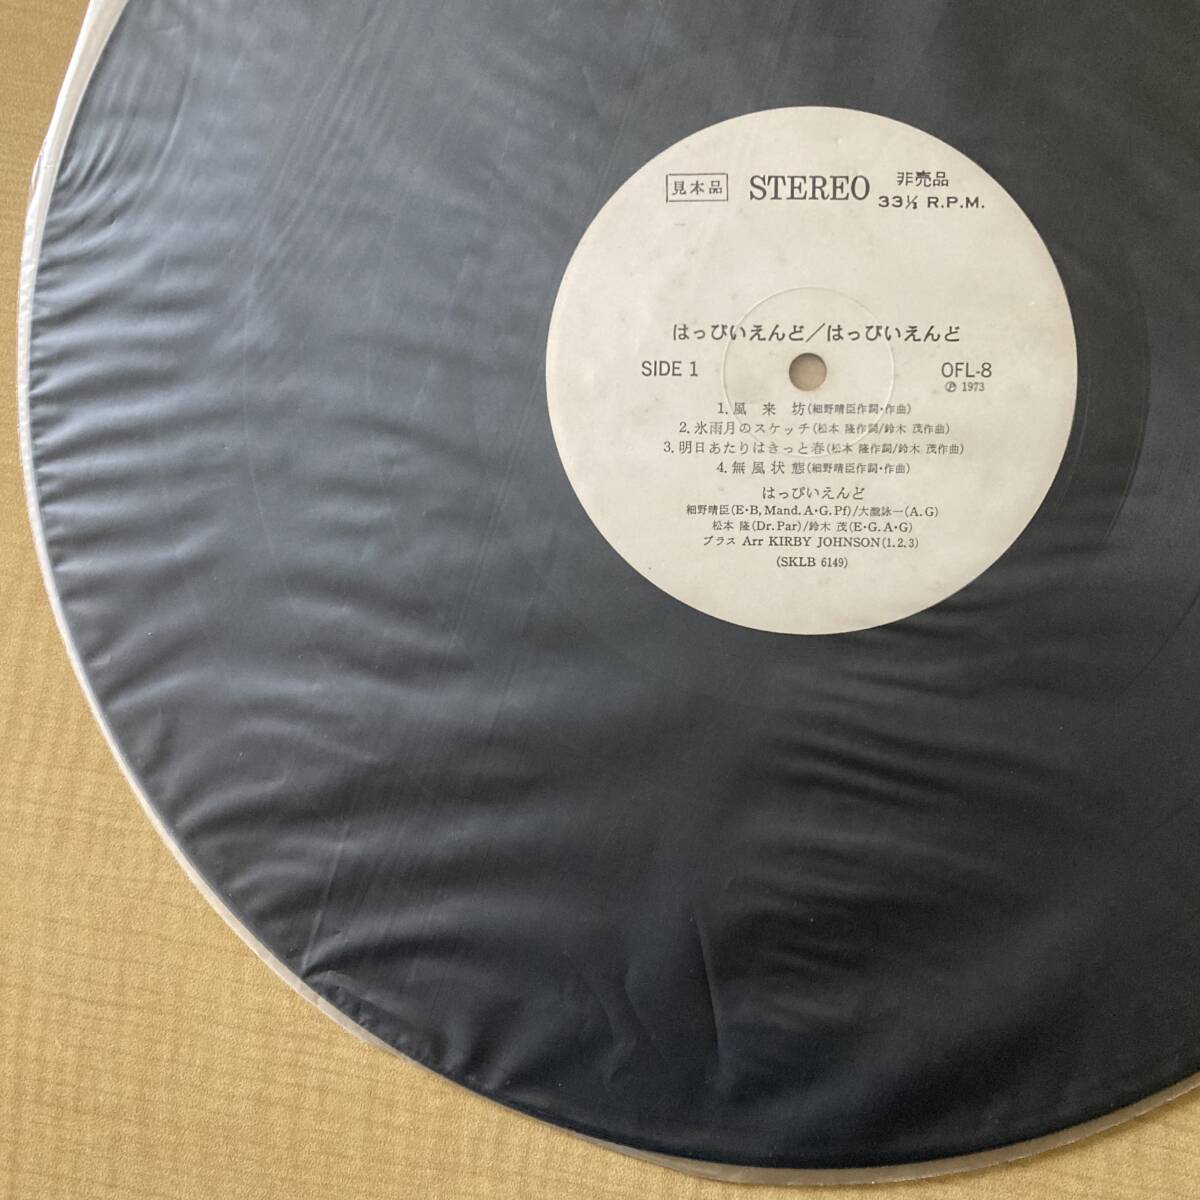 見本品 STEREO 非売品
33⅓ R.P.M.
はっぴいえんど／はっぴいえんど
SIDE 1 OFL-8
℗ 1973
1. 風来坊(細野晴臣作詞・作曲)
2. 氷雨月のスケッチ(松本 隆作詞/鈴木 茂作曲)
3. 明日あたりはきっと春(松本 隆作詞/鈴木 茂作曲)
4. 無風状態(細野晴臣作詞・作曲)
はっぴいえんど
細野晴臣(E・B, Mand. A・G. Pf)/大瀧詠一(A. G)
松本 隆(Dr. Par)/鈴木 茂(E・G. A・G)
ブラス Arr KIRBY JOHNSON(1. 2. 3)
(SKLB 6149)